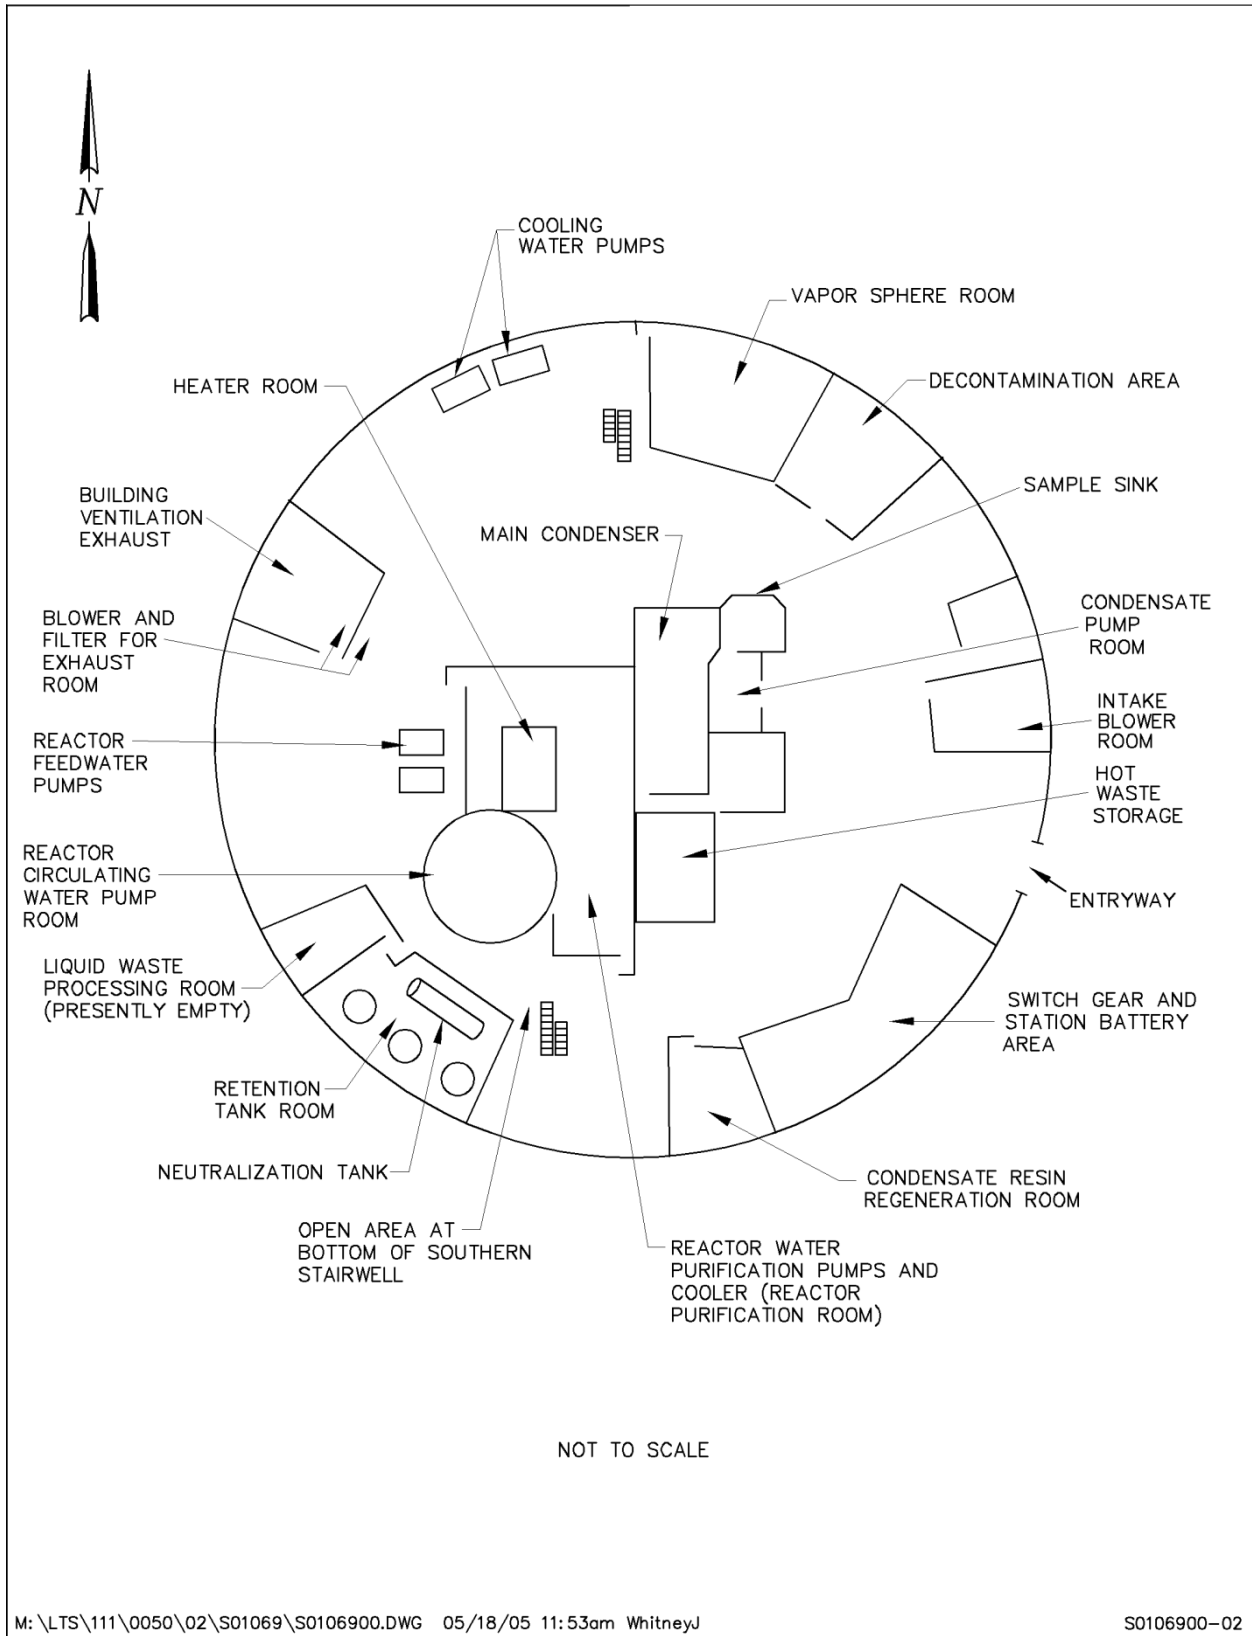 N
COOLING
WATER PUMPS
VAPOR SPHERE ROOM
HEATER ROOM
DECONTAMINATION AREA
SAMPLE SINK
BUILDING
VENTILATION
EXHAUST
MAIN CONDENSER
CONDENSATE
PUMP
ROOM
BLOWER AND
FILTER FOR
EXHAUST
ROOM
INTAKE
BLOWER
ROOM
REACTOR
FEEDWATER
PUMPS
HOT
WASTE
STORAGE
REACTOR
CIRCULATING
WATER PUMP
ROOM
ENTRYWAY
LIQUID WASTE
PROCESSING ROOM
(PRESENTLY EMPTY)
SWITCH GEAR AND
STATION BATTERY
AREA
RETENTION
TANK ROOM
NEUTRALIZATION TANK
CONDENSATE RESIN
REGENERATION ROOM
OPEN AREA AT
BOTTOM OF SOUTHERN
STAIRWELL
REACTOR WATER
PURIFICATION PUMPS AND
COOLER (REACTOR
PURIFICATION ROOM)
NOT TO SCALE
M:\LTS\111\0050\02\S01069\S0106900.DWG 05/18/05 11:53am WhitneyJ
S0106900-02